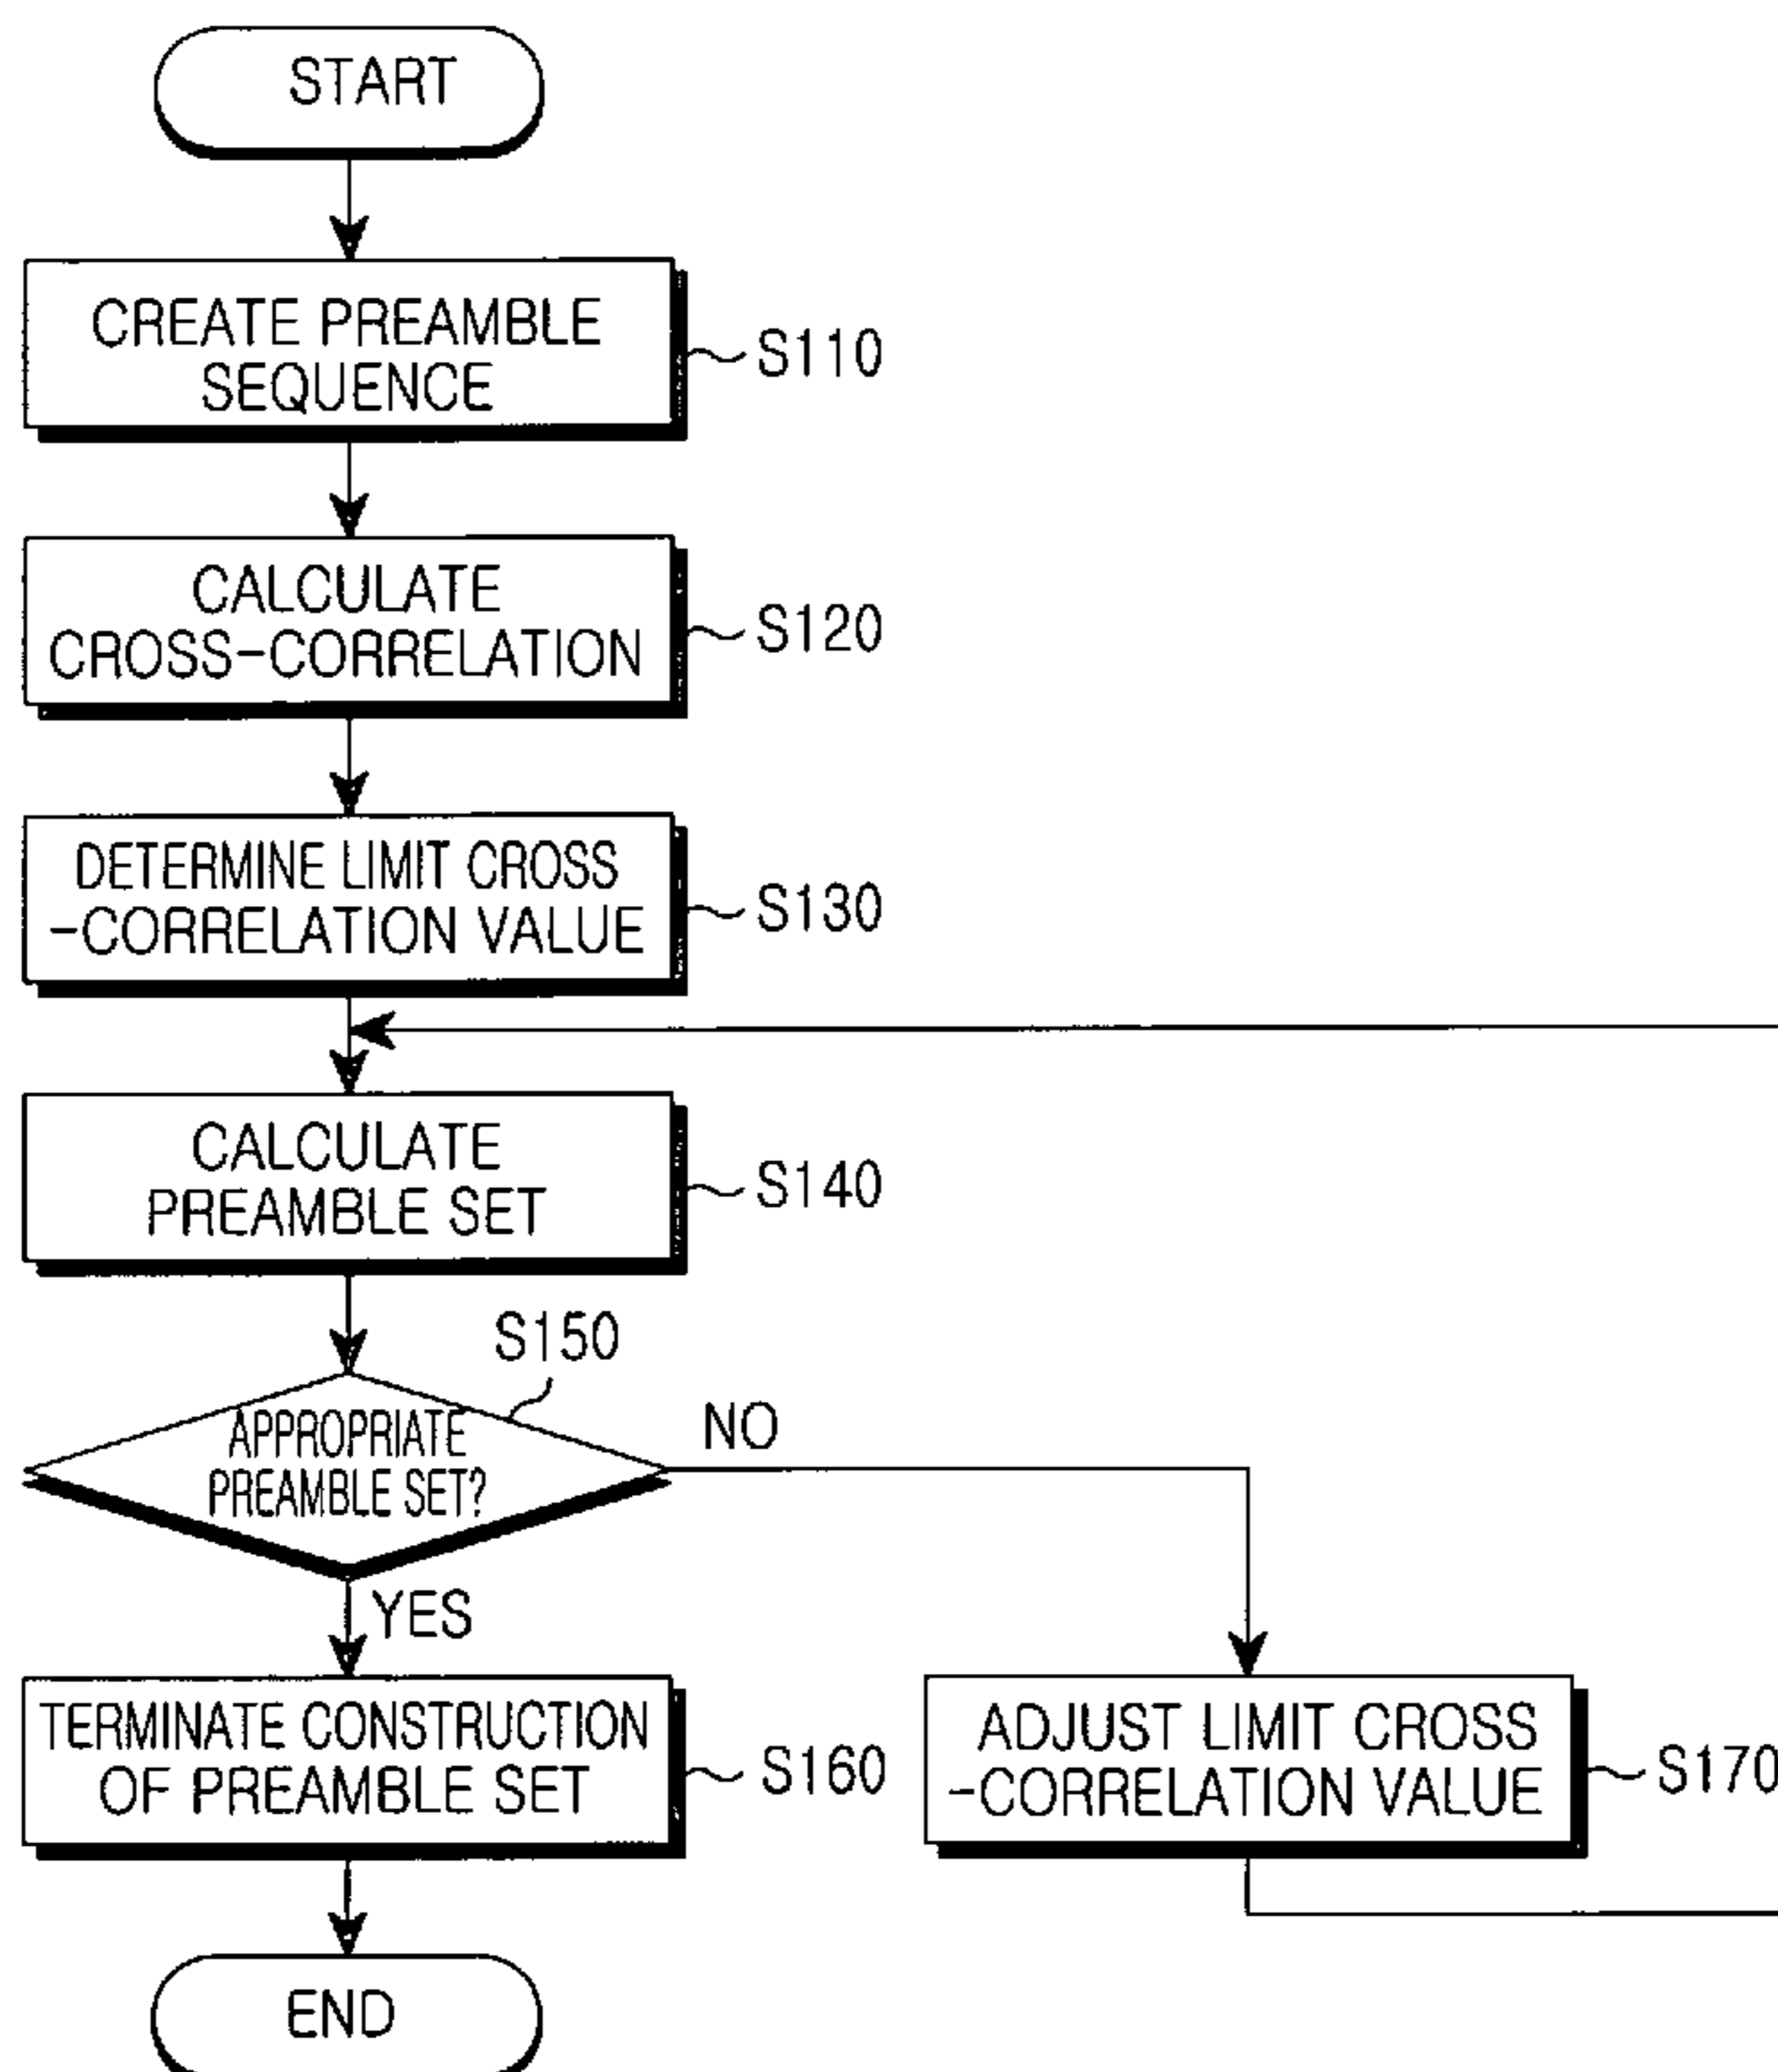 START
CREATE PREAMBLE
SEQUENCE
S110
CALCULATE
CROSS-CORRELATION
S120
DETERMINE LIMIT CROSS
-CORRELATION VALUE
S130
CALCULATE
PREAMBLE SET
S140
S150
APPROPRIATE
PREAMBLE SET?
NO
YES
TERMINATE CONSTRUCTION
OF PREAMBLE SET
S160
ADJUST LIMIT CROSS
-CORRELATION VALUE
S170
END